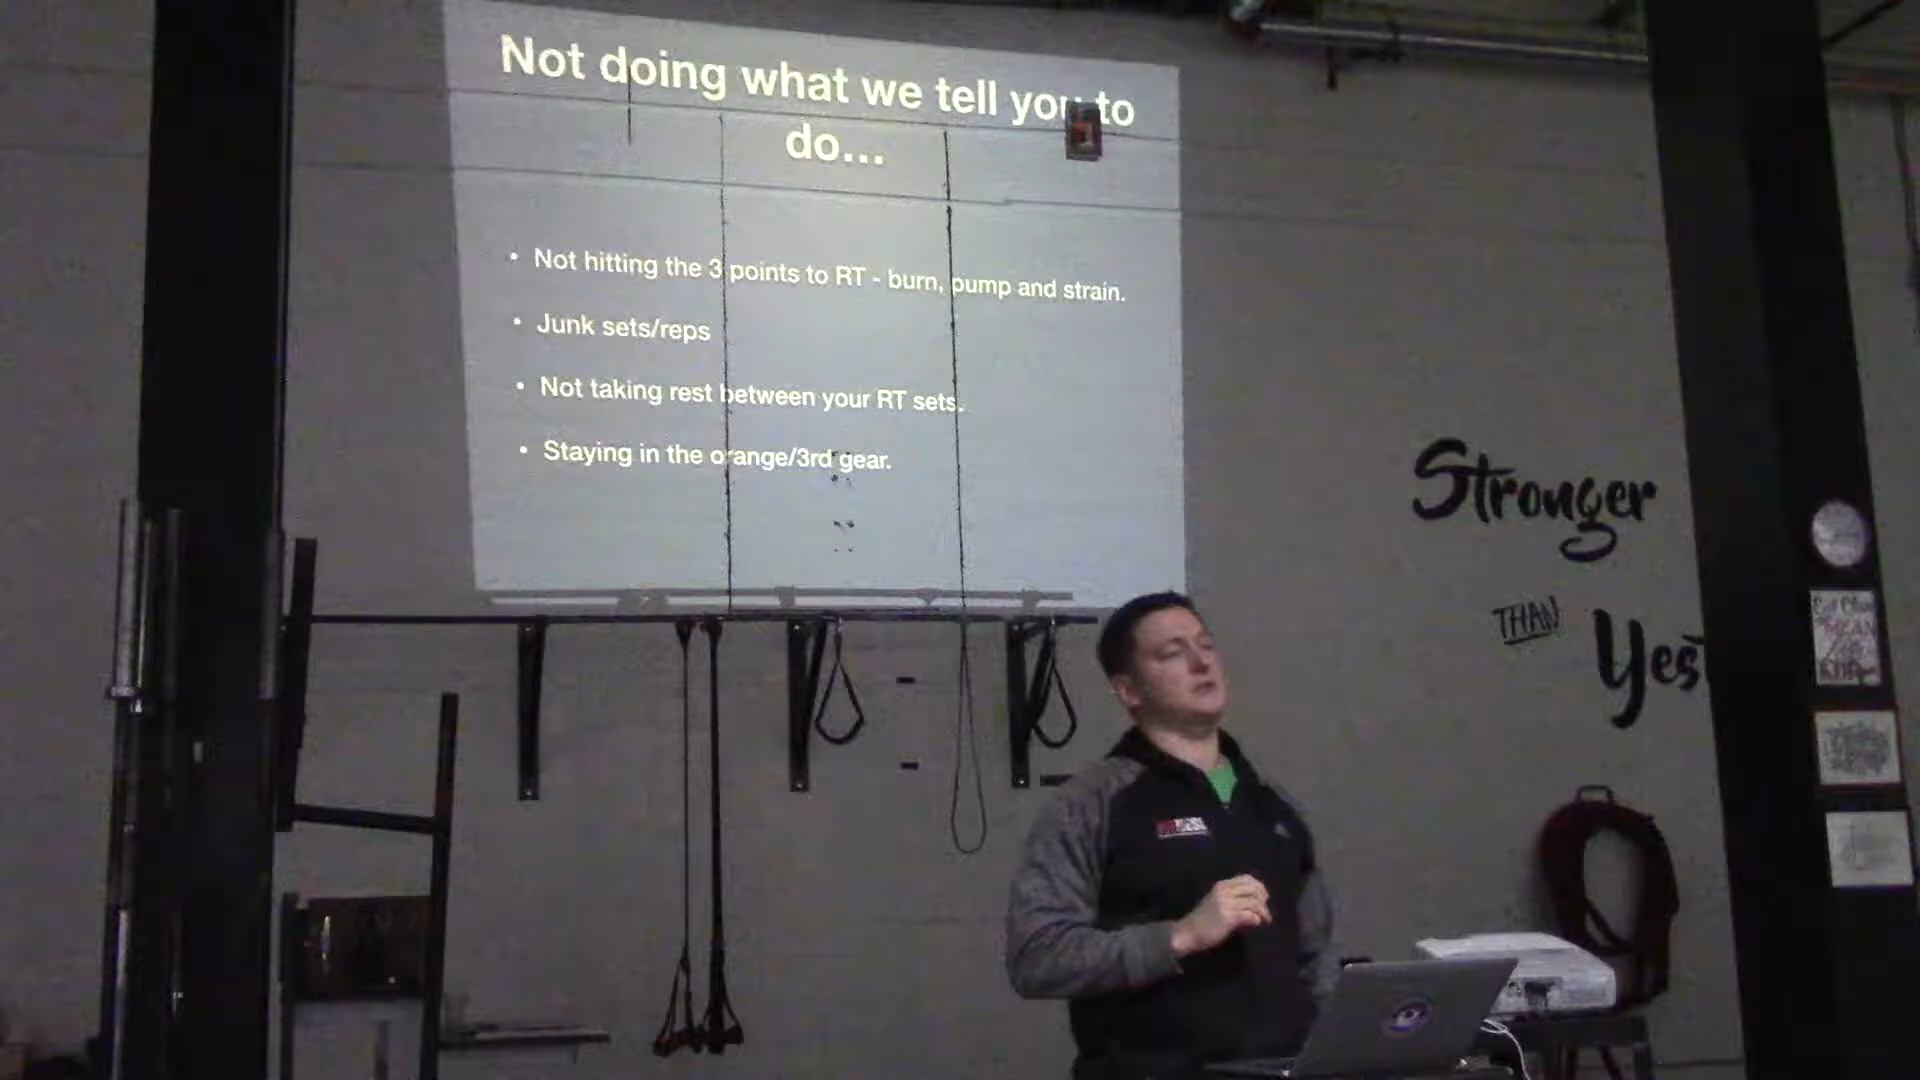 Not doing what we tell you to
do...
• Not hitting the 3 points to RT - burn, pump and strain.
• Junk sets/reps
• Not taking rest between your RT sets.
• Staying in the orange/3rd gear.
Stronger
THAN
Yest